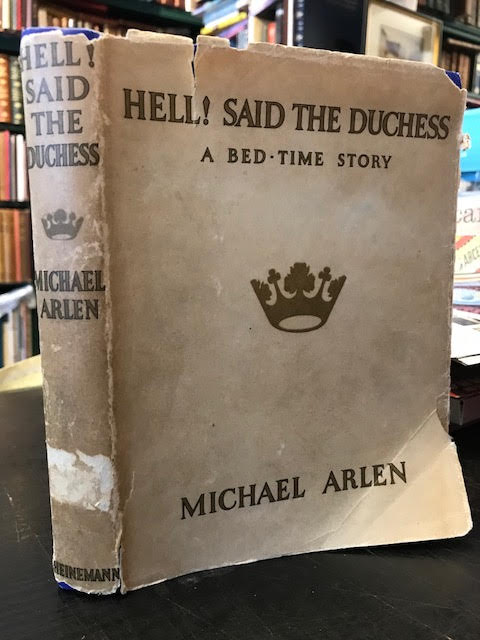 HELL!
SAID
THE
DUCHESS
MICHAEL
ARLEN
HEINEMANN
HELL! SAID THE DUCHESS
A BED-TIME STORY
MICHAEL ARLEN